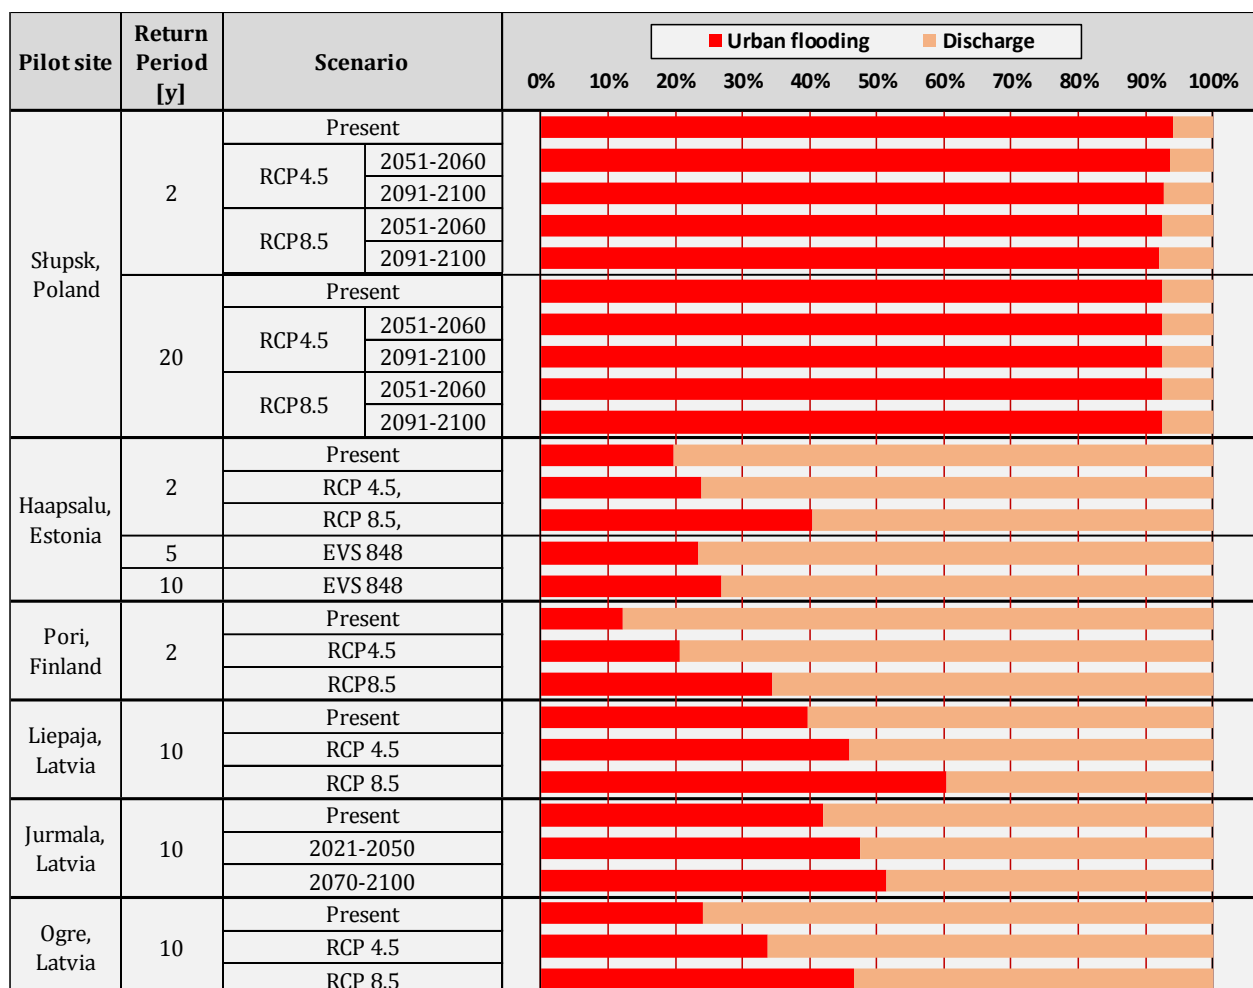 Pilot site
Return
Period
[y]
Scenario
Urban flooding
Discharge
0% 10% 20% 30% 40% 50% 60% 70% 80% 90% 100%
Słupsk,
Poland
2
Present
RCP4.5
2051-2060
2091-2100
RCP8.5
2051-2060
2091-2100
20
Present
RCP4.5
2051-2060
2091-2100
RCP8.5
2051-2060
2091-2100
Haapsalu,
Estonia
2
Present
RCP 4.5,
RCP 8.5,
5
EVS 848
10
EVS 848
Pori,
Finland
2
Present
RCP4.5
RCP8.5
Liepaja,
Latvia
10
Present
RCP 4.5
RCP 8.5
Jurmala,
Latvia
10
Present
2021-2050
2070-2100
Ogre,
Latvia
10
Present
RCP 4.5
RCP 8.5